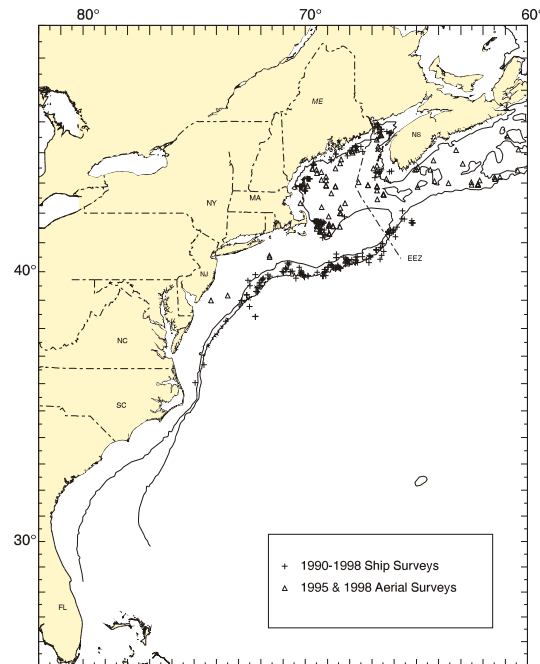 80° 70° 60°
ME
NS
NY MA
EEZ
40°
NJ
NC
SC
30°
+ 1990-1998 Ship Surveys
△ 1995 & 1998 Aerial Surveys
FL